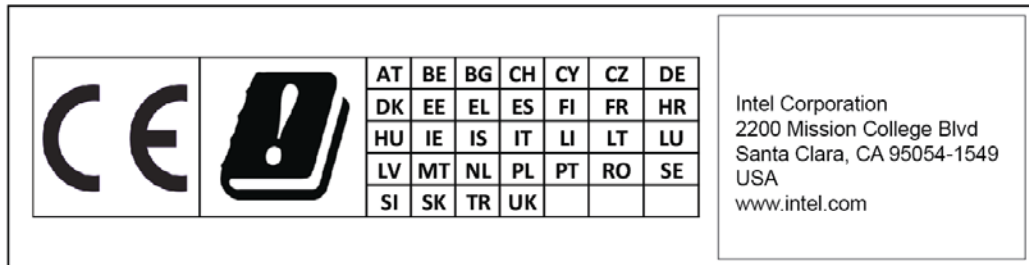 CE
!
AT BE BG CH CY CZ DE
DK EE EL ES FI FR HR
HU IE IS IT LI LT LU
LV MT NL PL PT RO SE
SI SK TR UK
Intel Corporation
2200 Mission College Blvd
Santa Clara, CA 95054-1549
USA
www.intel.com